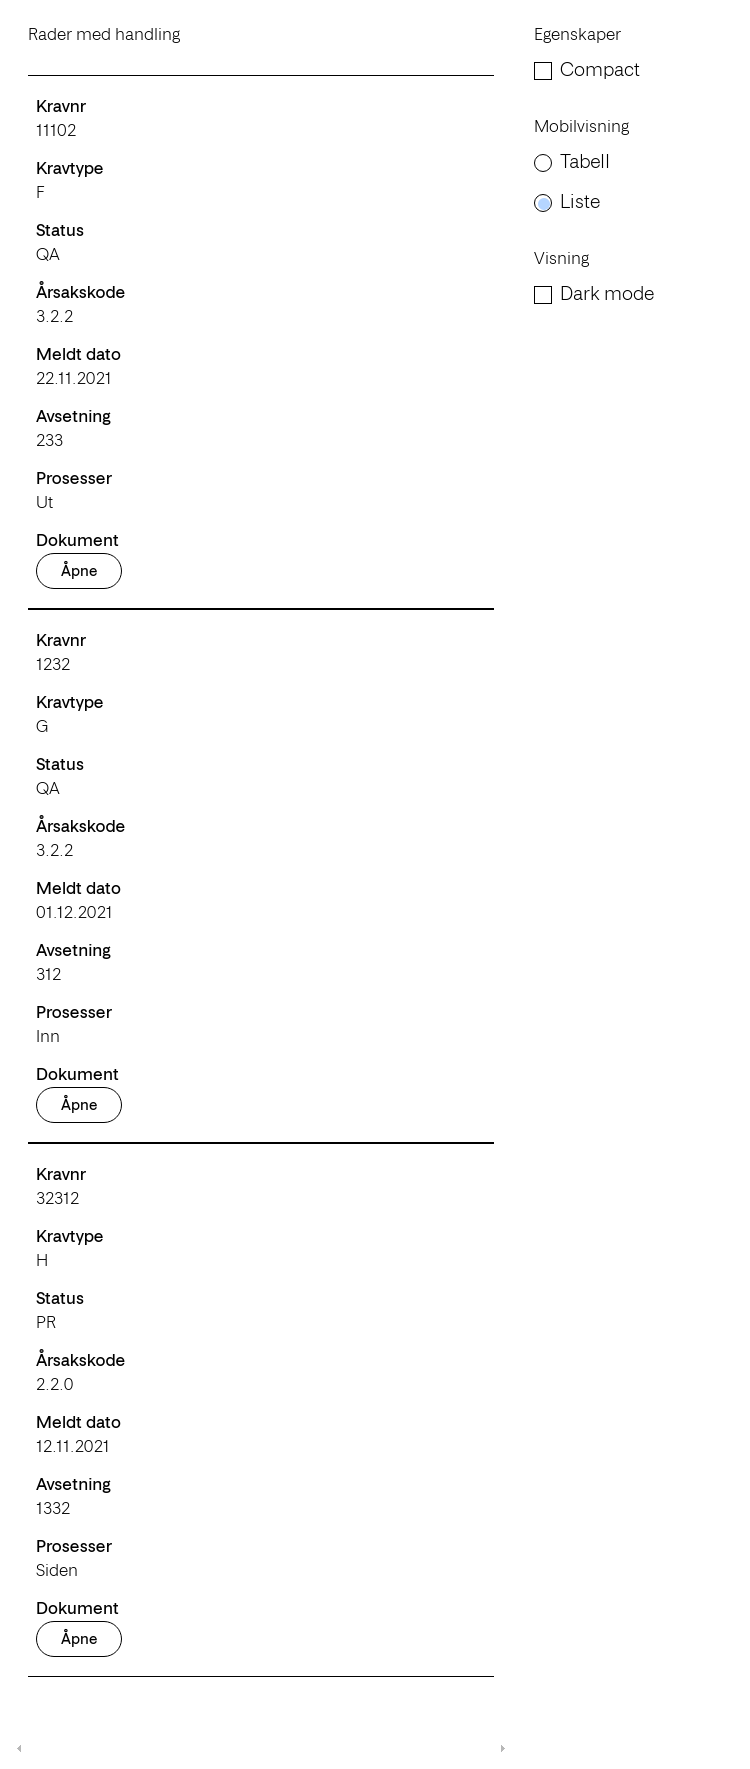 Rader med handling
Kravnr
11102
Kravtype
F
Status
QA
Årsakskode
3.2.2
Meldt dato
22.11.2021
Avsetning
233
Prosesser
Ut
Dokument
Åpne
Kravnr
1232
Kravtype
G
Status
QA
Årsakskode
3.2.2
Meldt dato
01.12.2021
Avsetning
312
Prosesser
Inn
Dokument
Åpne
Kravnr
32312
Kravtype
H
Status
PR
Årsakskode
2.2.0
Meldt dato
12.11.2021
Avsetning
1332
Prosesser
Siden
Dokument
Åpne
Egenskaper
Compact
Mobilvisning
Tabell
Liste
Visning
Dark mode